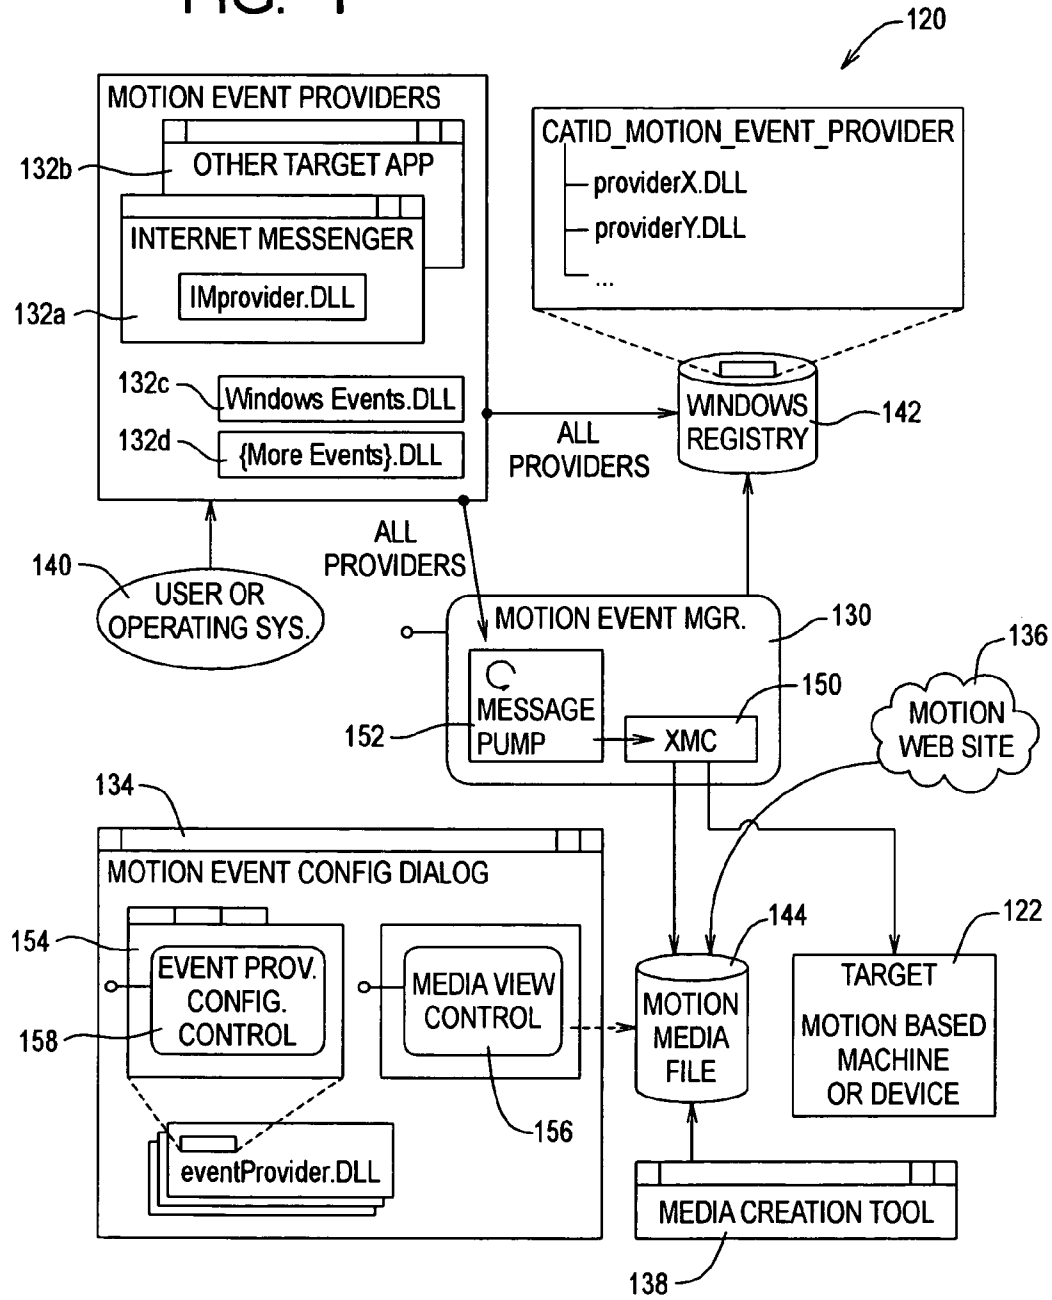 FIG. 1
120
MOTION EVENT PROVIDERS
132b
OTHER TARGET APP
INTERNET MESSENGER
IMprovider.DLL
132a
132c
Windows Events.DLL
132d
{More Events}.DLL
CATID_MOTION_EVENT_PROVIDER
providerX.DLL
providerY.DLL
...
WINDOWS
REGISTRY
142
ALL
PROVIDERS
ALL
PROVIDERS
140
USER OR
OPERATING SYS.
MOTION EVENT MGR.
130
152
MESSAGE
PUMP
XMC
150
136
MOTION
WEB SITE
134
MOTION EVENT CONFIG DIALOG
154
EVENT PROV.
CONFIG.
CONTROL
158
MEDIA VIEW
CONTROL
156
eventProvider.DLL
144
MOTION
MEDIA
FILE
122
TARGET
MOTION BASED
MACHINE
OR DEVICE
MEDIA CREATION TOOL
138